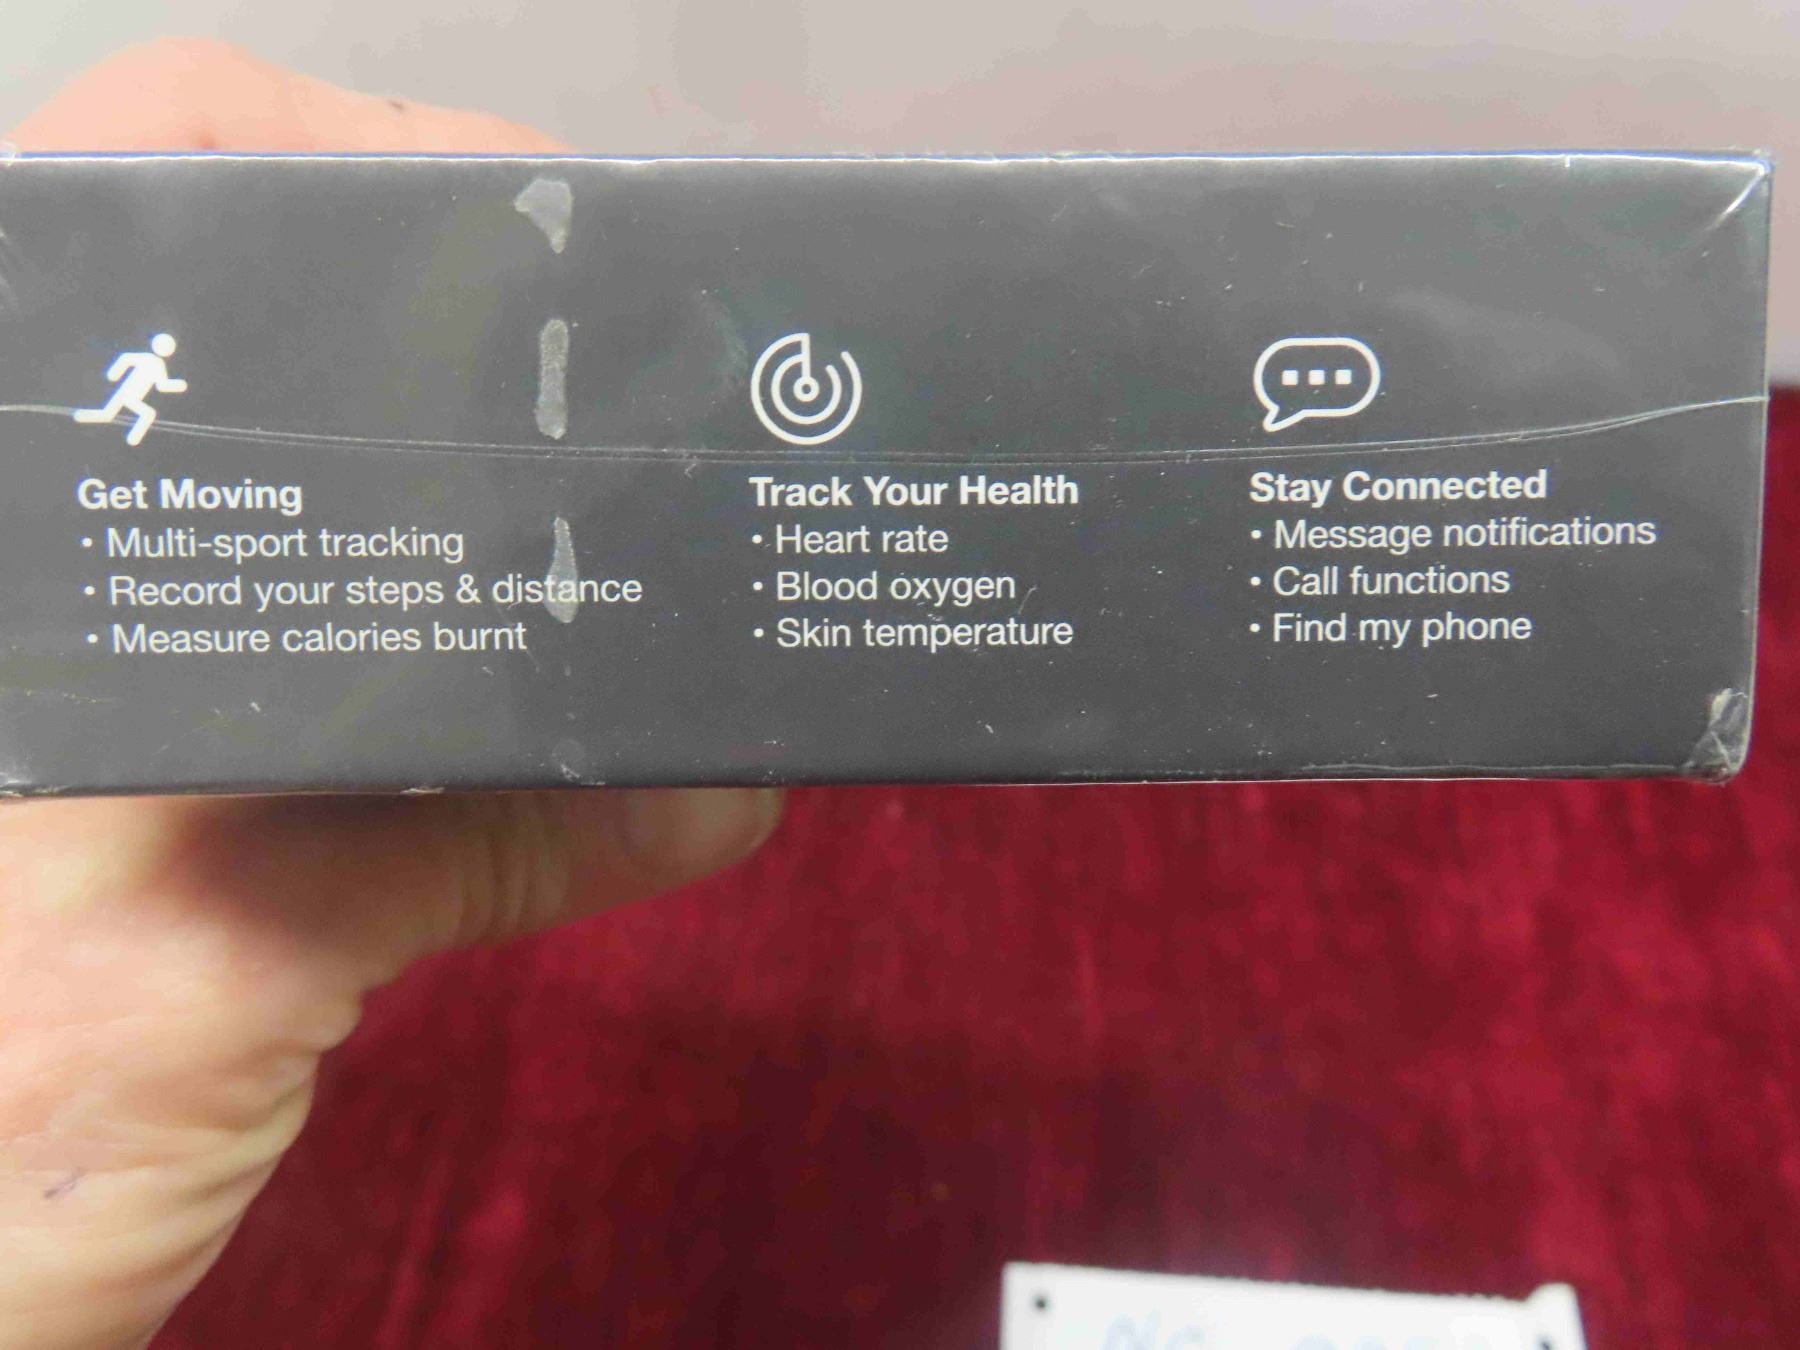 Get Moving
• Multi-sport tracking
• Record your steps & distance
• Measure calories burnt
Track Your Health
• Heart rate
• Blood oxygen
• Skin temperature
Stay Connected
• Message notifications
• Call functions
• Find my phone